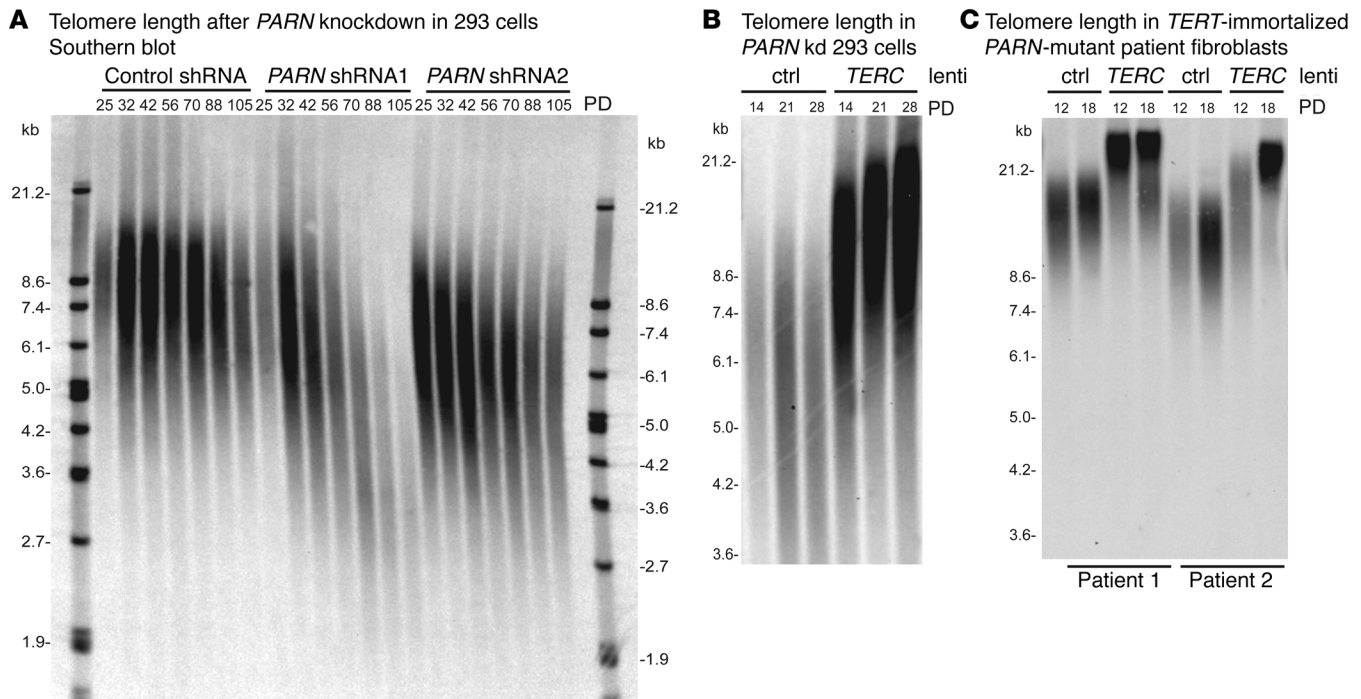 A Telomere length after PARN knockdown in 293 cells
Southern blot
Control shRNA PARN shRNA1 PARN shRNA2
25 32 42 56 70 88 105 25 32 42 56 70 88 105 25 32 42 56 70 88 105 PD
kb
21.2-
8.6-
7.4-
6.1-
5.0-
4.2-
3.6-
2.7-
1.9-
kb
-21.2
-8.6
-7.4
-6.1
-5.0
-4.2
-3.6
-2.7
-1.9
B Telomere length in
PARN kd 293 cells
ctrl TERC lenti
14 21 28 14 21 28 PD
kb
21.2-
8.6-
7.4-
6.1-
5.0-
4.2-
3.6-
C Telomere length in TERT-immortalized
PARN-mutant patient fibroblasts
ctrl TERC ctrl TERC lenti
12 18 12 18 12 18 12 18 PD
kb
21.2-
8.6-
7.4-
6.1-
5.0-
4.2-
3.6-
Patient 1 Patient 2